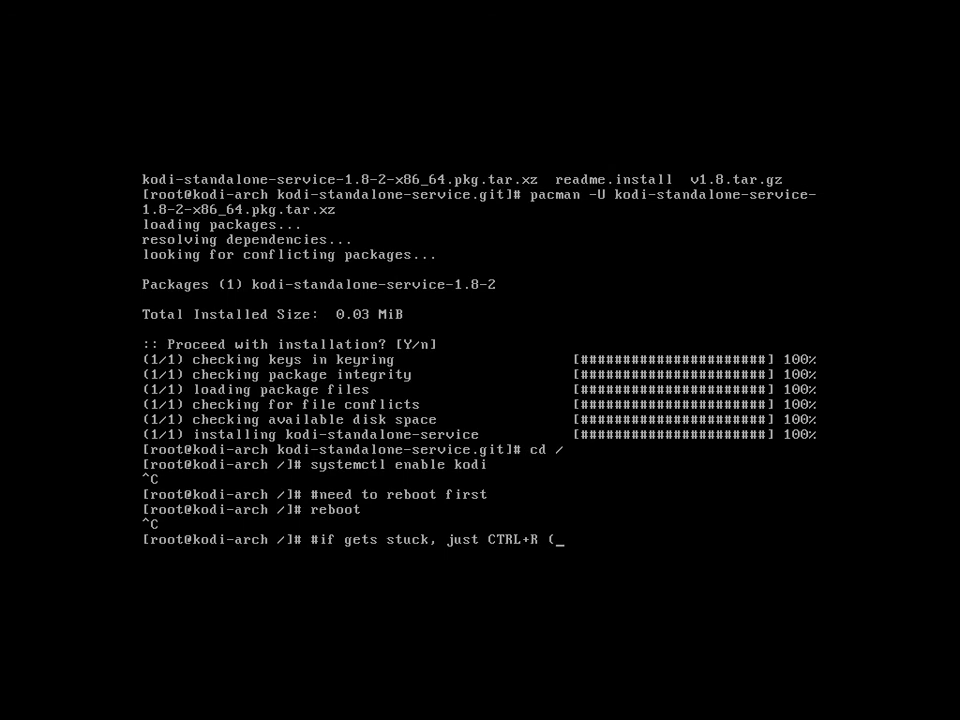 kodi-standalone-service-1.8-2-x86_64.pkg.tar.xz  readme.install  v1.8.tar.gz
[root@kodi-arch kodi-standalone-service.git]# pacman -U kodi-standalone-service-
1.8-2-x86_64.pkg.tar.xz
loading packages...
resolving dependencies...
looking for conflicting packages...

Packages (1) kodi-standalone-service-1.8-2

Total Installed Size:  0.03 MiB

:: Proceed with installation? [Y/n]
(1/1) checking keys in keyring                     [######################] 100%
(1/1) checking package integrity                   [######################] 100%
(1/1) loading package files                        [######################] 100%
(1/1) checking for file conflicts                  [######################] 100%
(1/1) checking available disk space                [######################] 100%
(1/1) installing kodi-standalone-service           [######################] 100%
[root@kodi-arch kodi-standalone-service.git]# cd /
[root@kodi-arch /]# systemctl enable kodi
^C
[root@kodi-arch /]# #need to reboot first
[root@kodi-arch /]# reboot
^C
[root@kodi-arch /]# #if gets stuck, just CTRL+R (_